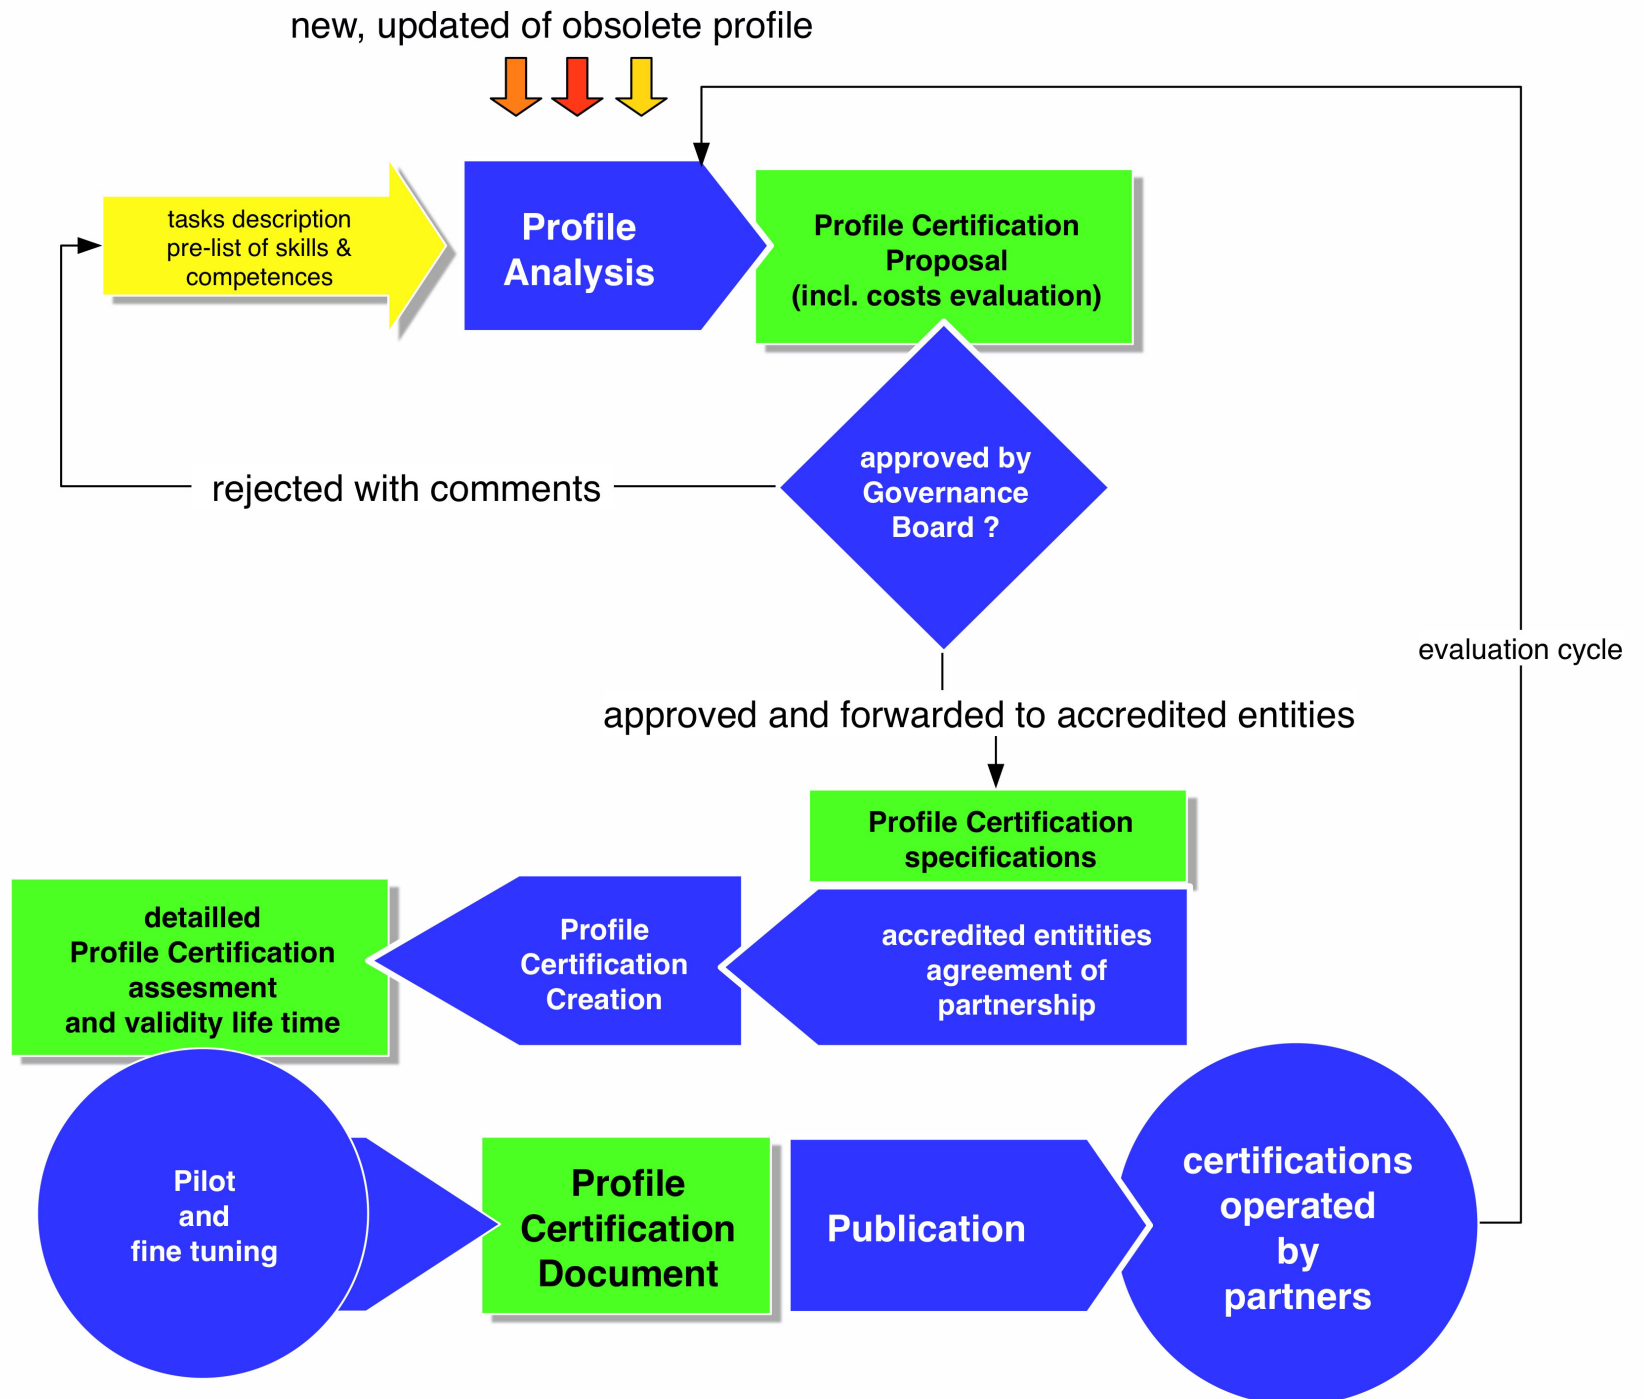 new, updated of obsolete profile
tasks description
pre-list of skills &
competences
Profile
Analysis
Profile Certification
Proposal
(incl. costs evaluation)
approved by
Governance
Board ?
rejected with comments
evaluation cycle
approved and forwarded to accredited entities
Profile Certification
specifications
accredited entitities
agreement of
partnership
Profile
Certification
Creation
detailled
Profile Certification
assesment
and validity life time
Pilot
and
fine tuning
Profile
Certification
Document
Publication
certifications
operated
by
partners